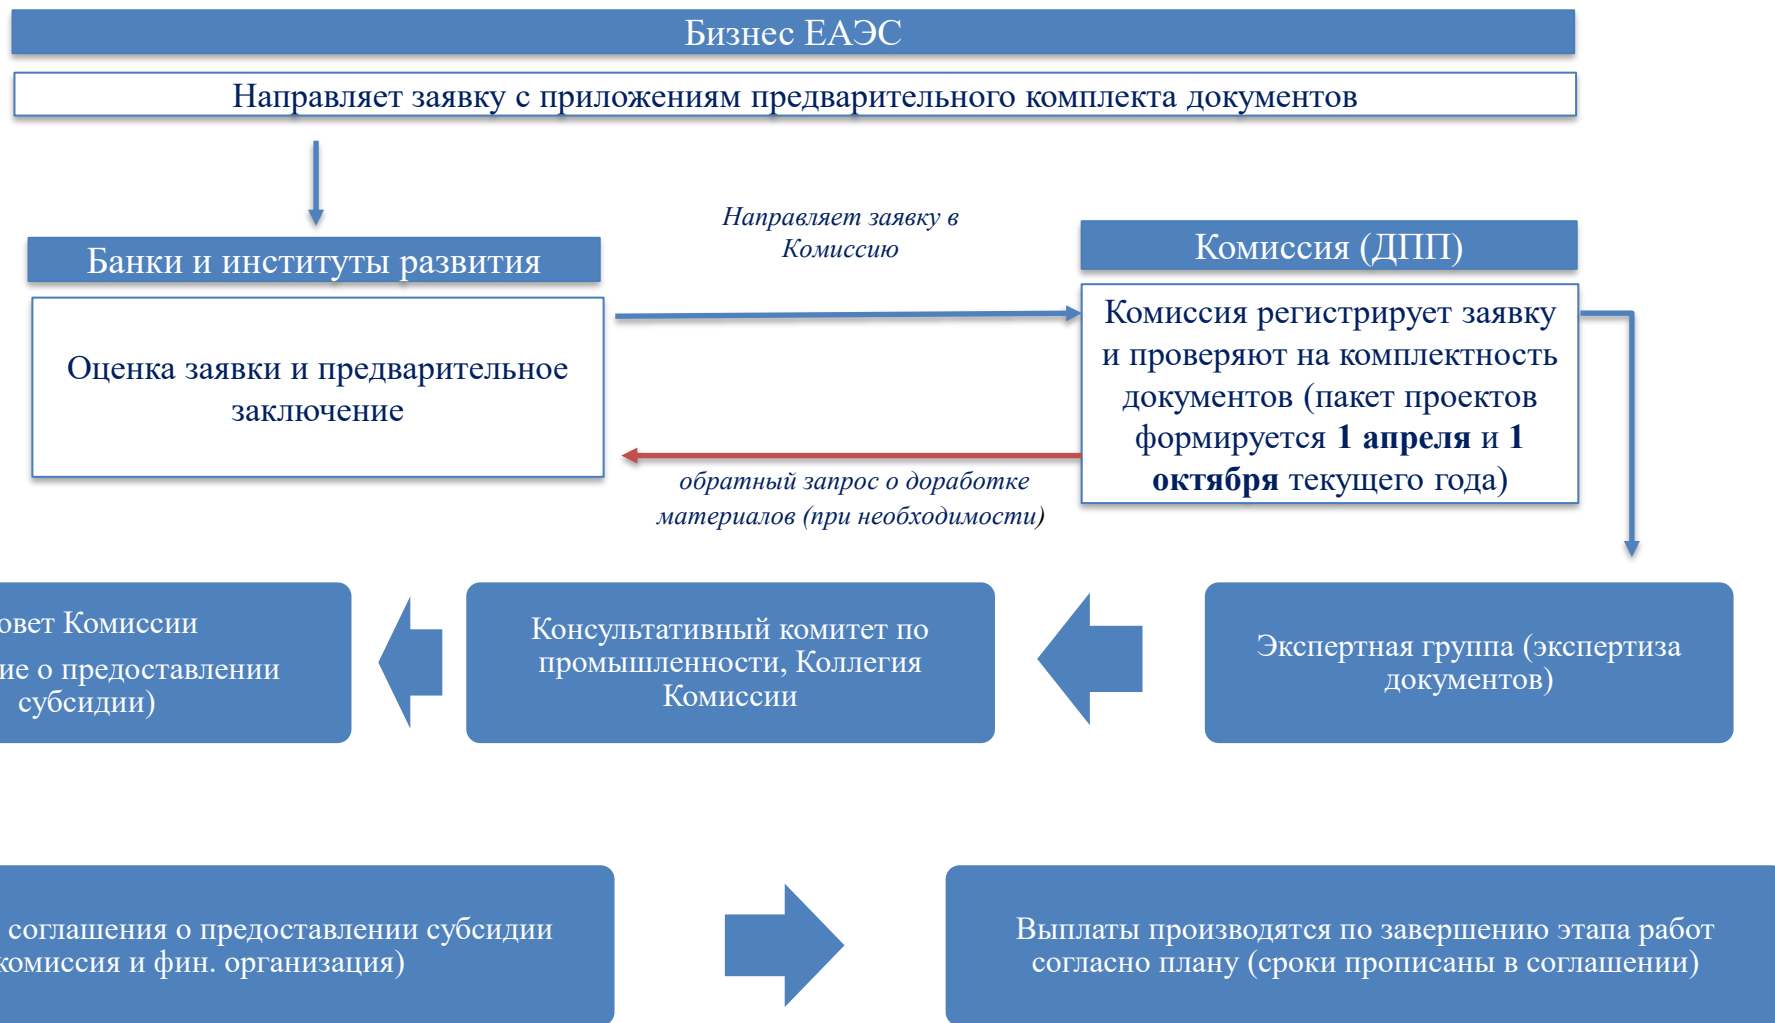 Бизнес ЕАЭС
Направляет заявку с приложениям предварительного комплекта документов
Направляет заявку в
Комиссию
Банки и институты развития
Комиссия (ДПП)
Оценка заявки и предварительное
заключение
Комиссия регистрирует заявку
и проверяют на комплектность
документов (пакет проектов
формируется 1 апреля и 1
октября текущего года)
обратный запрос о доработке
материалов (при необходимости)
Комиссии
о предоставлении
субсидии)
Консультативный комитет по
промышленности, Коллегия
Комиссии
Экспертная группа (экспертиза
документов)
соглашения о предоставлении субсидии
комиссия и фин. организация)
Выплаты производятся по завершению этапа работ
согласно плану (сроки прописаны в соглашении)